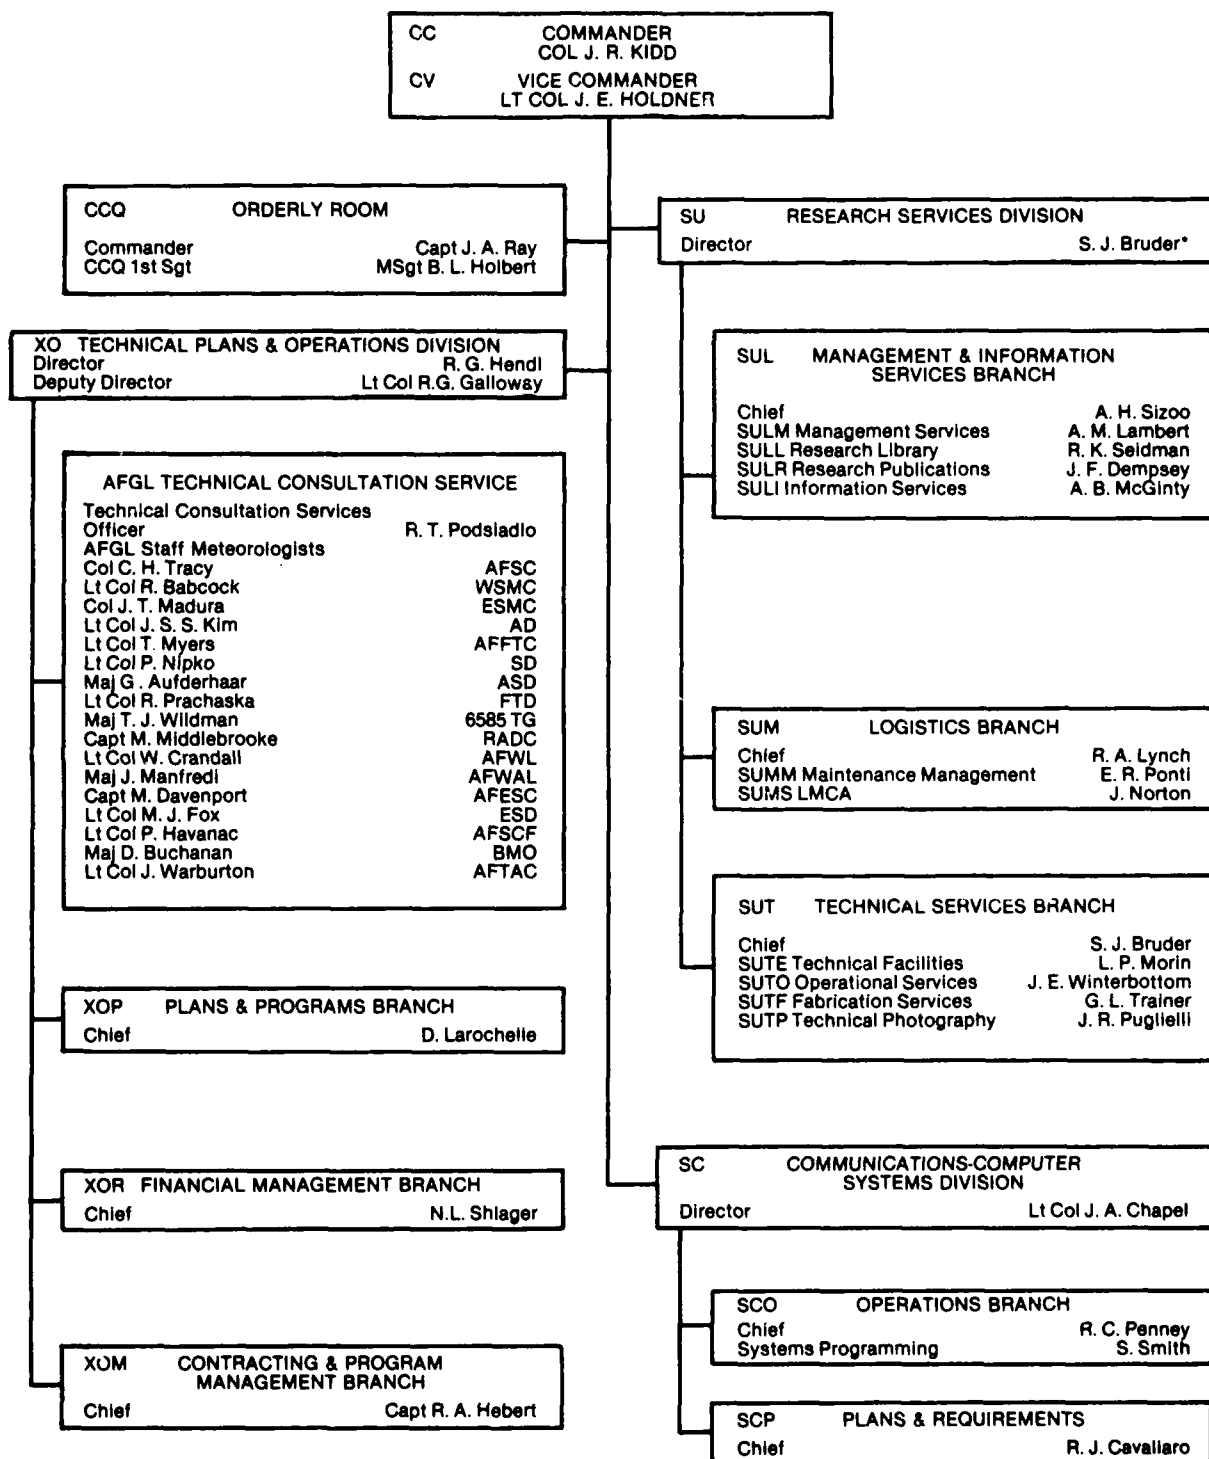 CC COMMANDER
COL J. R. KIDD
CV VICE COMMANDER
LT COL J. E. HOLDNER
CCQ ORDERLY ROOM
Commander Capt J. A. Ray
CCQ 1st Sgt MSgt B. L. Holbert
XO TECHNICAL PLANS & OPERATIONS DIVISION
Director R. G. Hendl
Deputy Director Lt Col R.G. Galloway
AFGL TECHNICAL CONSULTATION SERVICE
Technical Consultation Services
Officer R. T. Podsiadlo
AFGL Staff Meteorologists
Col C. H. Tracy AFSC
Lt Col R. Babcock WSMC
Col J. T. Madura ESMC
Lt Col J. S. S. Kim AD
Lt Col T. Myers AFFTC
Lt Col P. Nipko SD
Maj G. Aufderhaar ASD
Lt Col R. Prachaska FTD
Maj T. J. Wildman 6585 TG
Capt M. Middlebrooke RADC
Lt Col W. Crandall AFWL
Maj J. Manfredi AFWAL
Capt M. Davenport AFESC
Lt Col M. J. Fox ESD
Lt Col P. Havanac AFSCF
Maj D. Buchanan BMO
Lt Col J. Warburton AFTAC
XOP PLANS & PROGRAMS BRANCH
Chief D. Larochelle
XOR FINANCIAL MANAGEMENT BRANCH
Chief N.L. Shlager
XOM CONTRACTING & PROGRAM
MANAGEMENT BRANCH
Chief Capt R. A. Hebert
SU RESEARCH SERVICES DIVISION
Director S. J. Bruder*
SUL MANAGEMENT & INFORMATION
SERVICES BRANCH
Chief A. H. Sizoo
SULM Management Services A. M. Lambert
SULL Research Library R. K. Seidman
SULR Research Publications J. F. Dempsey
SULI Information Services A. B. McGinty
SUM LOGISTICS BRANCH
Chief R. A. Lynch
SUMM Maintenance Management E. R. Ponti
SUMS LMCA J. Norton
SUT TECHNICAL SERVICES BRANCH
Chief S. J. Bruder
SUTE Technical Facilities L. P. Morin
SUTO Operational Services J. E. Winterbottom
SUTF Fabrication Services G. L. Trainer
SUTP Technical Photography J. R. Puglielli
SC COMMUNICATIONS-COMPUTER
SYSTEMS DIVISION
Director Lt Col J. A. Chapel
SCO OPERATIONS BRANCH
Chief R. C. Penney
Systems Programming S. Smith
SCP PLANS & REQUIREMENTS
Chief R. J. Cavallaro